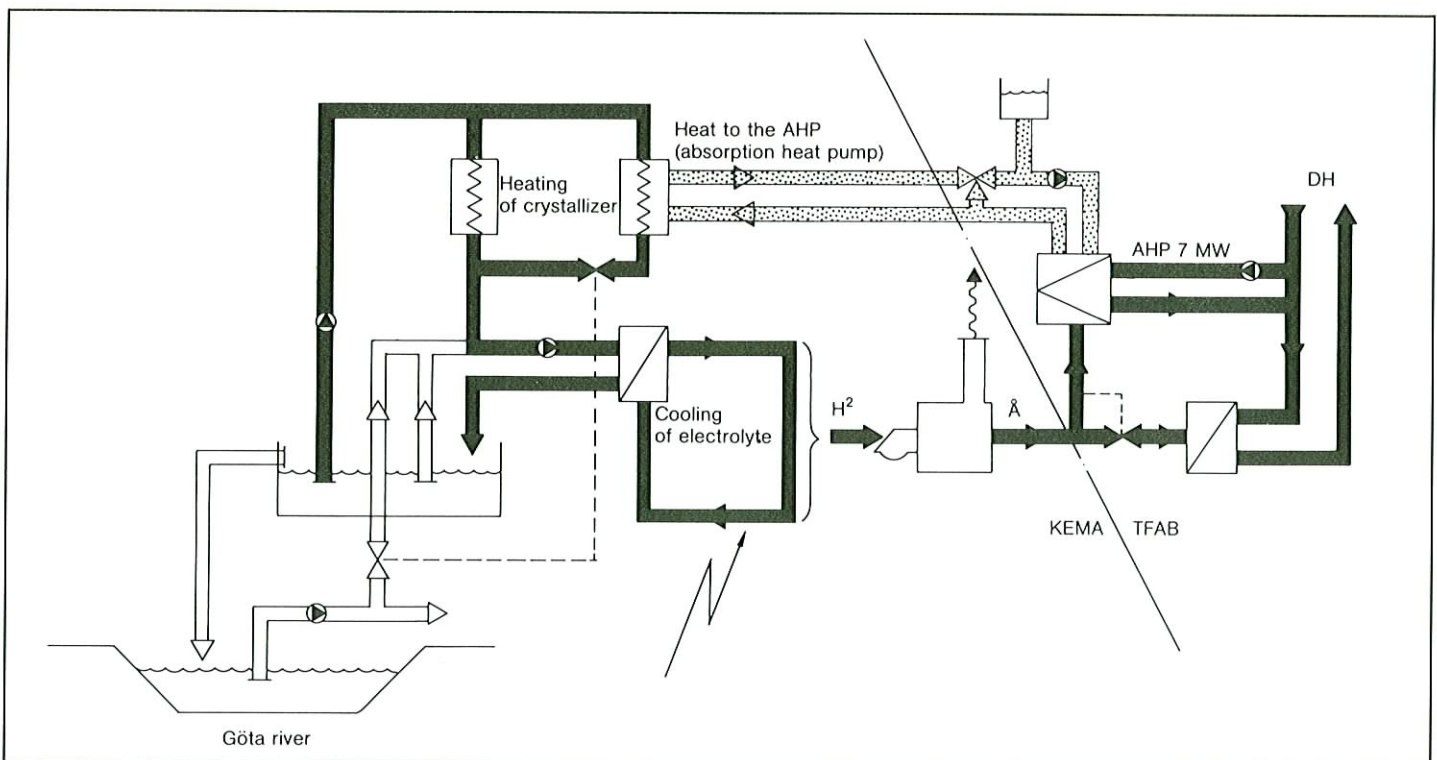 Heat to the AHP
(absorption heat pump)
DH
Heating
of crystallizer
AHP 7 MW
Cooling
of electrolyte
H²
Å
KEMA
TFAB
Göta river